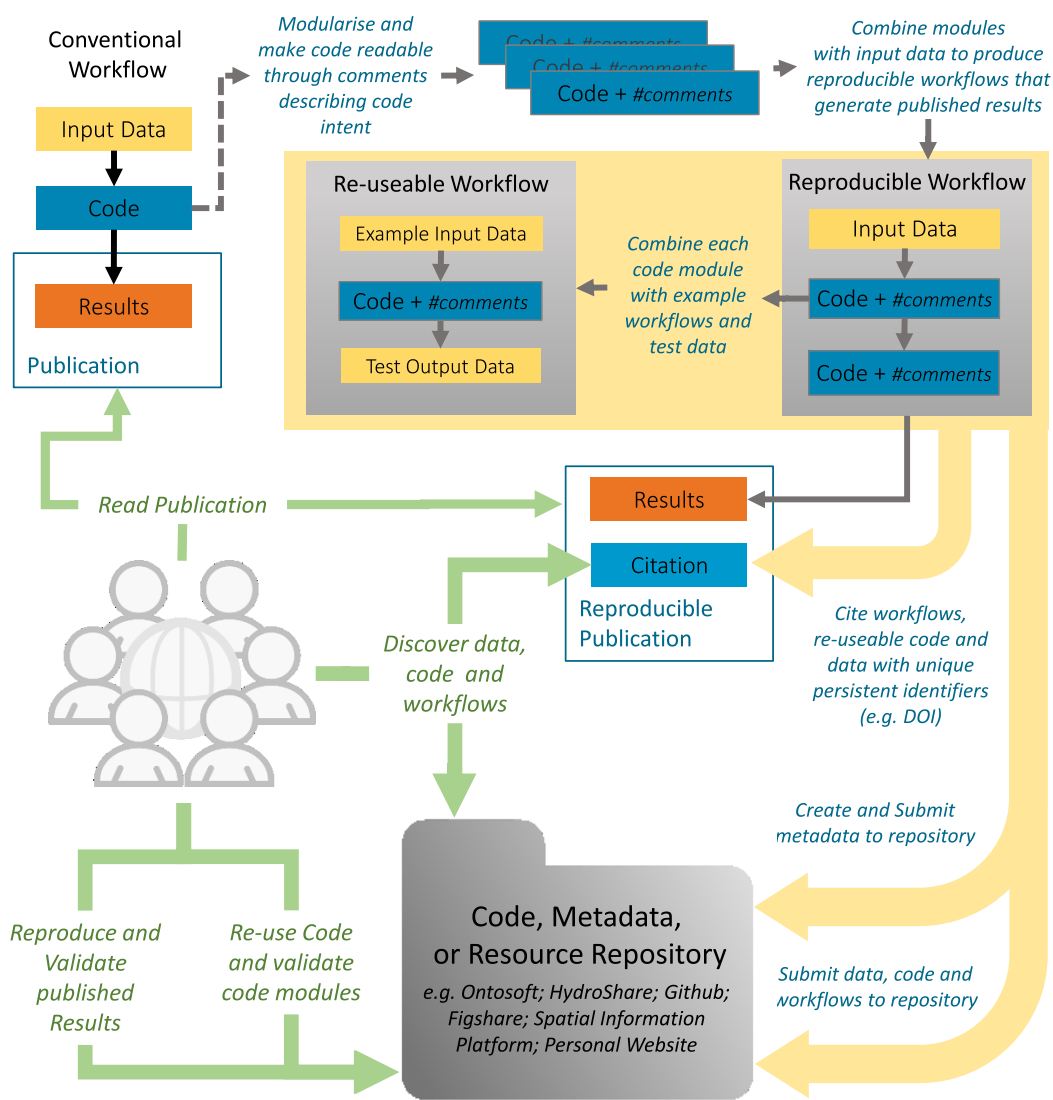 Conventional
Workflow
Input Data
Code
Results
Publication
Modularise and
make code readable
through comments
describing code
intent
Code + #comments
Code + #comments
Code + #comments
Combine modules
with input data to produce
reproducible workflows that
generate published results
Re-useable Workflow
Example Input Data
Code + #comments
Test Output Data
Combine each
code module
with example
workflows and
test data
Reproducible Workflow
Input Data
Code + #comments
Code + #comments
Read Publication
Results
Citation
Reproducible
Publication
Discover data,
code and
workflows
Cite workflows,
re-useable code and
data with unique
persistent identifiers
(e.g. DOI)
Create and Submit
metadata to repository
Submit data, code and
workflows to repository
Code, Metadata,
or Resource Repository
e.g. Ontosoft; HydroShare; Github;
Figshare; Spatial Information
Platform; Personal Website
Reproduce and
Validate
published
Results
Re-use Code
and validate
code modules